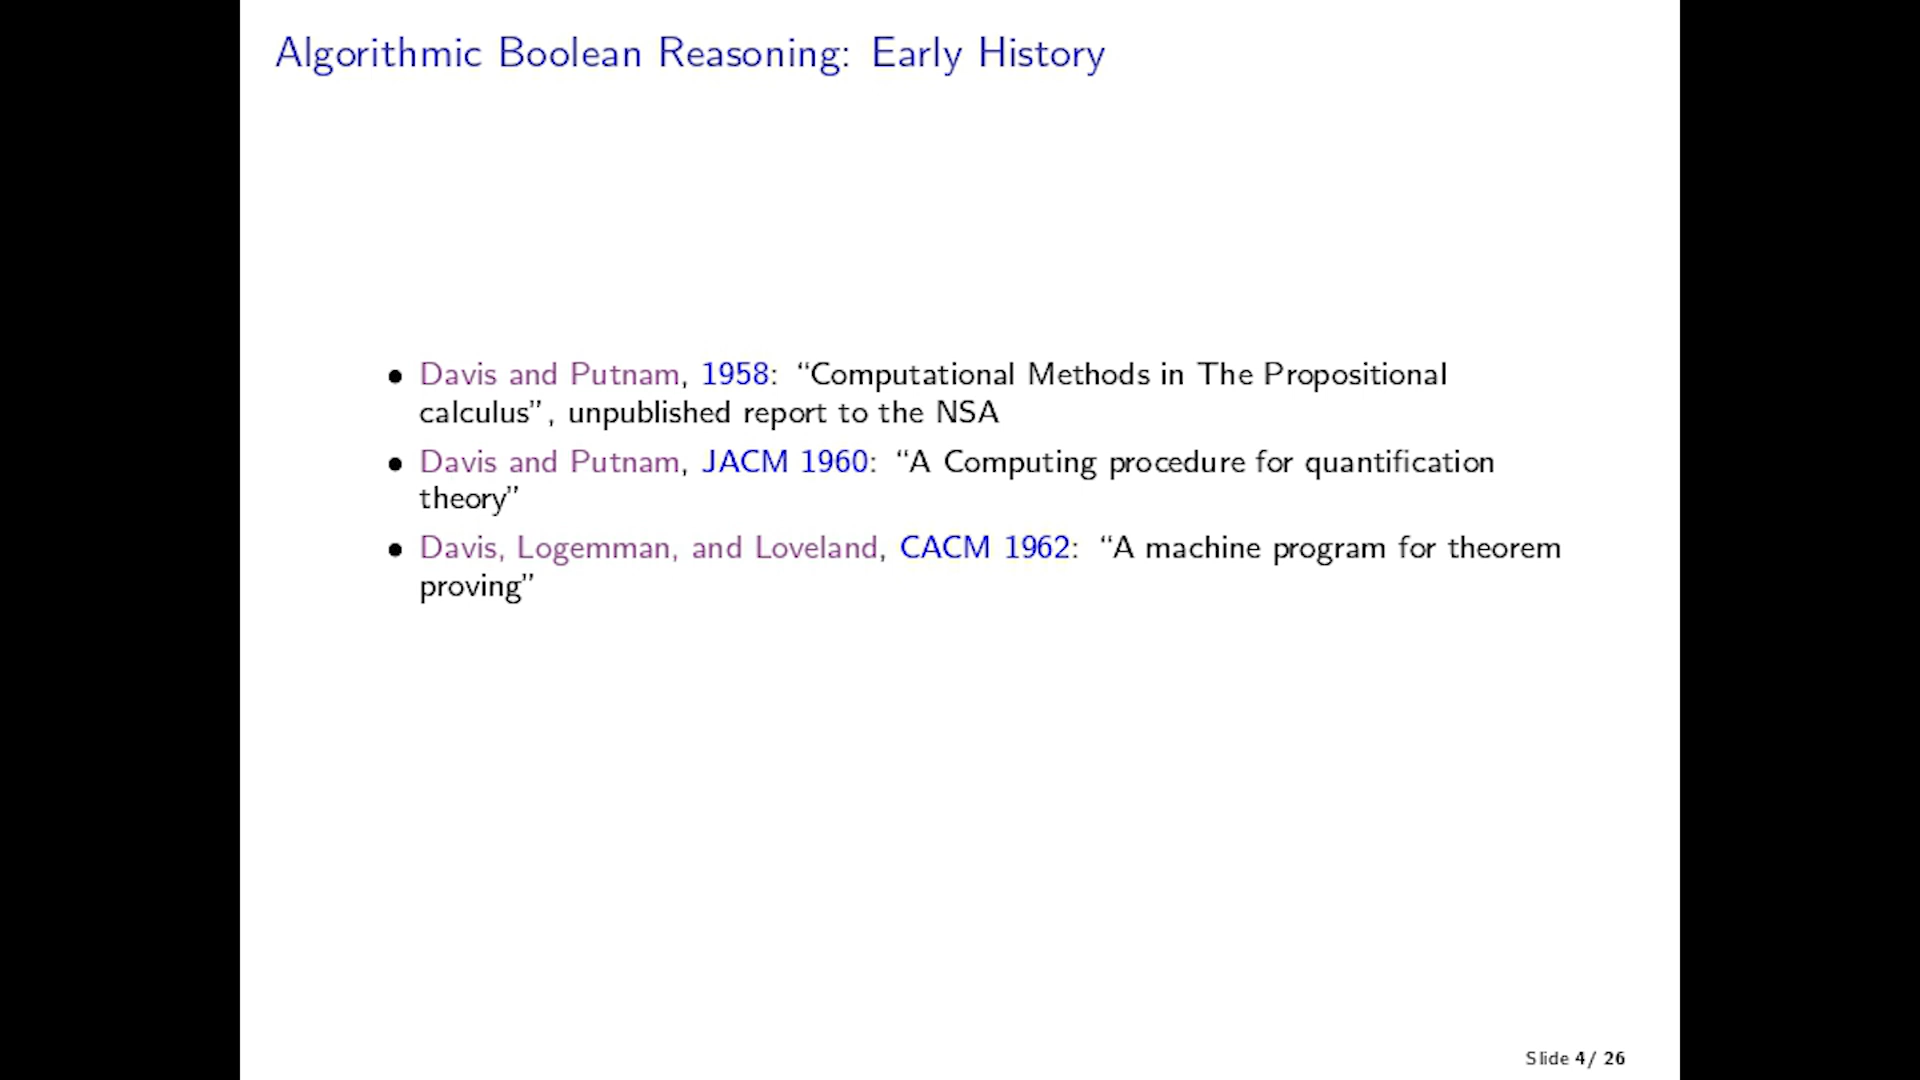 Algorithmic Boolean Reasoning: Early History
• Davis and Putnam, 1958: “Computational Methods in The Propositional
calculus”, unpublished report to the NSA
• Davis and Putnam, JACM 1960: “A Computing procedure for quantification
theory”
• Davis, Logemman, and Loveland, CACM 1962: “A machine program for theorem
proving”
Slide 4/ 26